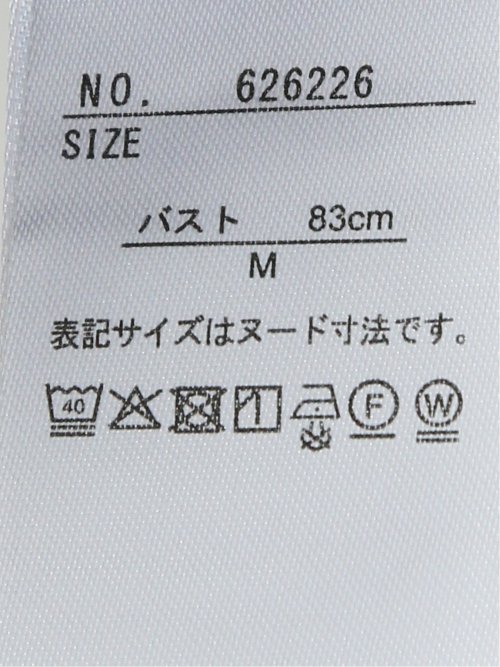 NO. 626226
SIZE
バスト 83cm
M
表記サイズはヌード寸法です。
40 F W